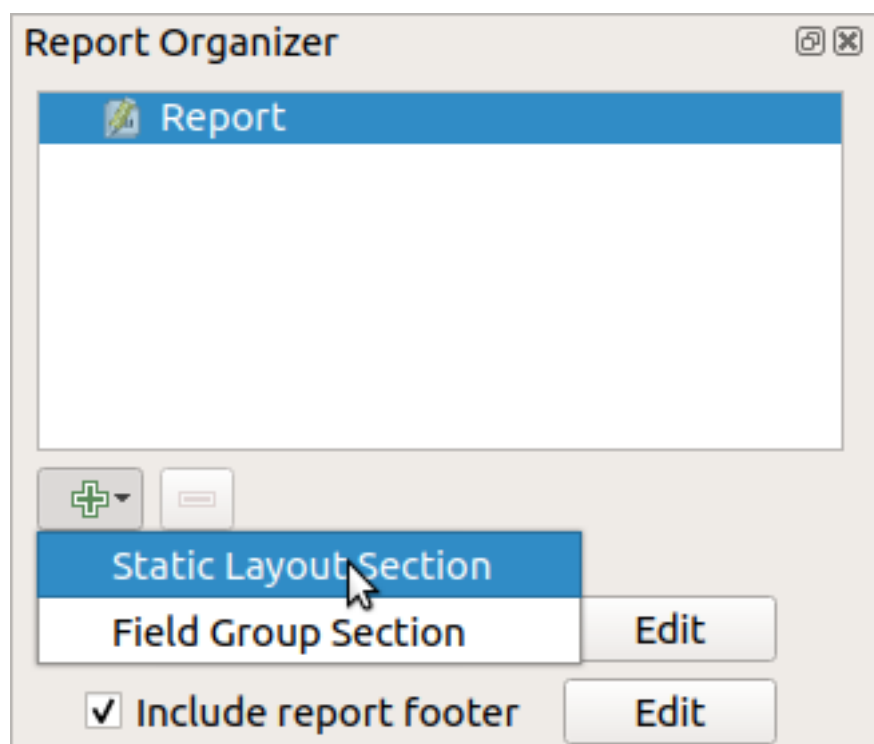 Report Organizer
Report
Static Layout Section
Field Group Section
Edit
Include report footer
Edit